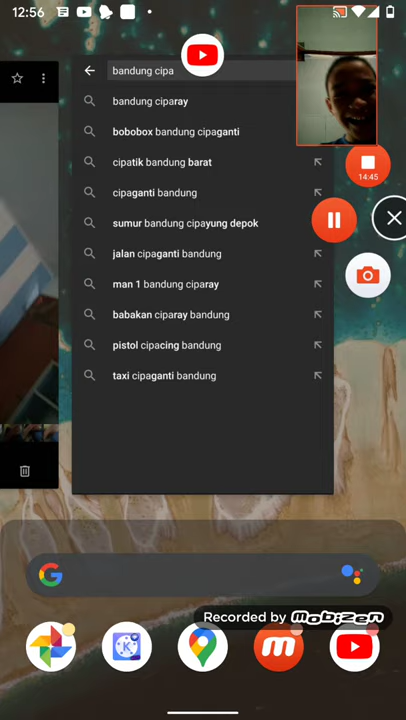 12:56
bandung cipa
bandung ciparay
bobobox bandung cipaganti
cipatik bandung barat
cipaganti bandung
sumur bandung cipayung depok
jalan cipaganti bandung
man 1 bandung ciparay
babakan ciparay bandung
pistol cipacing bandung
taxi cipaganti bandung
14:45
Recorded by MOBIZEN